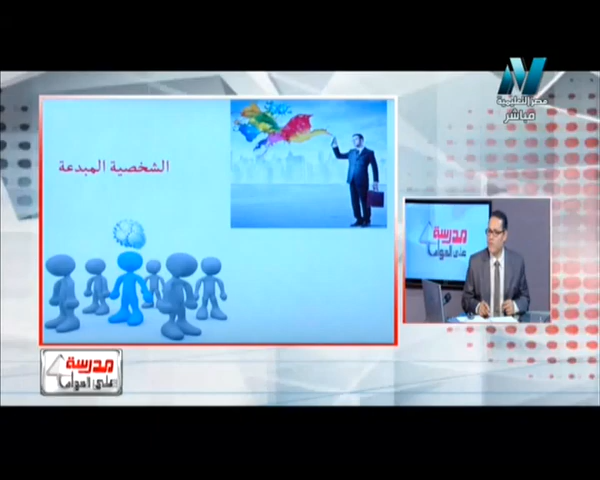 مصر التعليمية
مباشر
الشخصية المبدعة
مدرسة
على الهواء
مدرسة
على الهواء